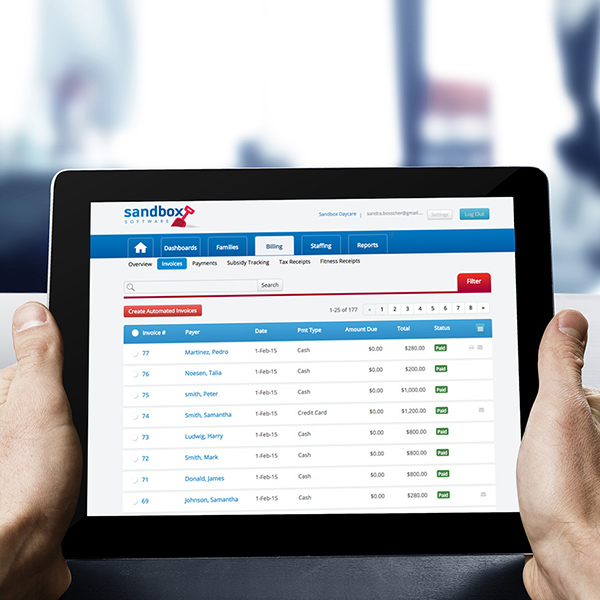 sandbox
SOFTWARE
Sandbox Daycare | sandra.bosscher@gmail.... Settings Log Out
Dashboards Families Billing Staffing Reports
Overview Invoices Payments Subsidy Tracking Tax Receipts Fitness Receipts
Search Filter
Create Automated Invoices 1-25 of 177 « 1 2 3 4 5 6 7 8 »
Invoice # Payer Date Pmt Type Amount Due Total Status
77 Martinez, Pedro 1-Feb-15 Cash $0.00 $280.00 Paid
76 Noesen, Talia 1-Feb-15 Cash $0.00 $200.00 Paid
75 smith, Peter 1-Feb-15 Cash $0.00 $1,000.00 Paid
74 Smith, Samantha 1-Feb-15 Credit Card $0.00 $1,200.00 Paid
73 Ludwig, Harry 1-Feb-15 Cash $0.00 $800.00 Paid
72 Smith, Mark 1-Feb-15 Cash $0.00 $800.00 Paid
71 Donald, James 1-Feb-15 Cash $0.00 $800.00 Paid
69 Johnson, Samantha 1-Feb-15 Cash $0.00 $280.00 Paid